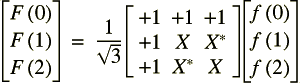 [F(0)] = 1/√3 [+1 +1 +1] [f(0)]
[F(1)] [+1 X X*] [f(1)]
[F(2)] [+1 X* X] [f(2)]